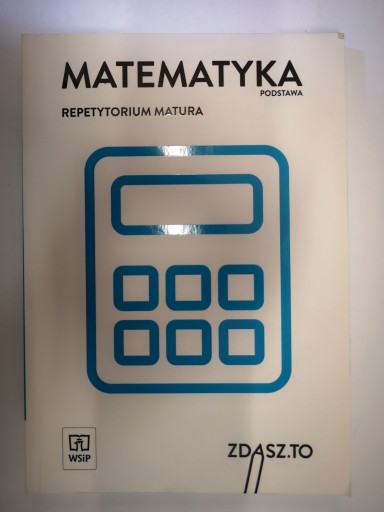 MATEMATYKA
PODSTAWA
REPETYTORIUM MATURA
WSiP
ZDASZ.TO